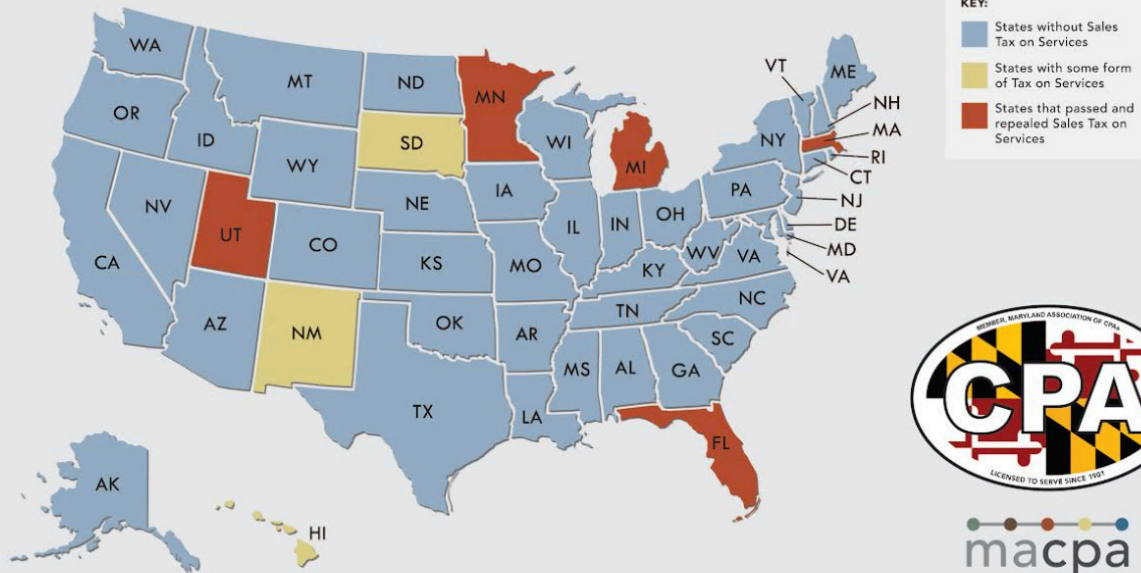 KEY:
States without Sales
Tax on Services
States with some form
of Tax on Services
States that passed and
repealed Sales Tax on
Services
WA
MT
ND
MN
VT
ME
OR
ID
WY
SD
WI
MI
NY
NH
MA
RI
CT
NV
UT
CO
NE
IA
IL
IN
OH
PA
NJ
DE
MD
VA
CA
KS
MO
KY
WV
VA
AZ
NM
OK
AR
TN
NC
SC
TX
LA
MS
AL
GA
FL
AK
HI
MEMBER, MARYLAND ASSOCIATION OF CPAs
CPA
LICENSED TO SERVE SINCE 1901
macpa